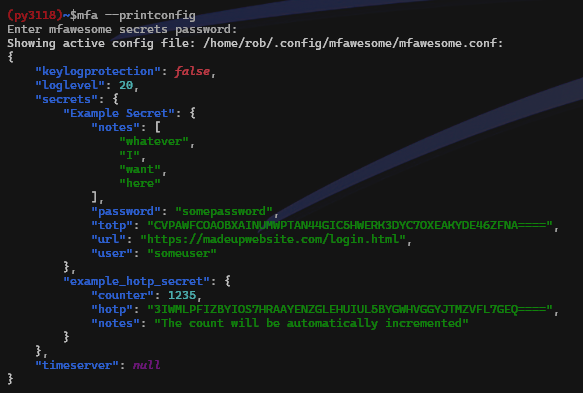 (py3118)~$mfa --printconfig
Enter mfawesome secrets password:
Showing active config file: /home/rob/.config/mfawesome/mfawesome.conf:
{
    "keylogprotection": false,
    "loglevel": 20,
    "secrets": {
        "Example Secret": {
            "notes": [
                "whatever",
                "I",
                "want",
                "here"
            ],
            "password": "somepassword",
            "totp": "CVPAWFCOAOBXAINUMWPTAN44GIC5HWERK3DYC7OXEAKYDE46ZFNA====",
            "url": "https://madeupwebsite.com/login.html",
            "user": "someuser"
        },
        "example_hotp_secret": {
            "counter": 1235,
            "hotp": "3IWMLPFIZBYIOS7HRAAYENZGLEHUIUL5BYGWHVGGYJTMZVFL7GEQ====",
            "notes": "The count will be automatically incremented"
        }
    },
    "timeserver": null
}